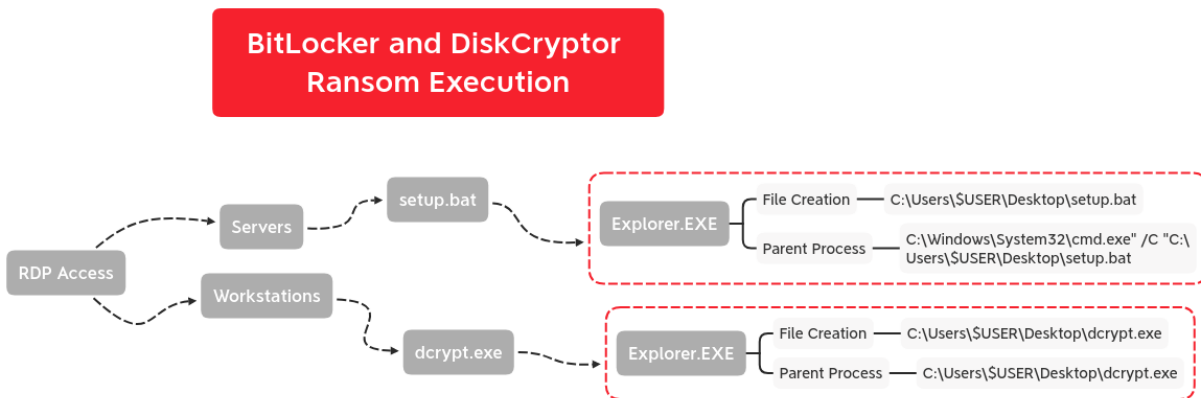 BitLocker and DiskCryptor
Ransom Execution
RDP Access
Servers
setup.bat
Explorer.EXE
File Creation
C:\Users\$USER\Desktop\setup.bat
Parent Process
C:\Windows\System32\cmd.exe" /C "C:\
Users\$USER\Desktop\setup.bat
Workstations
dcrypt.exe
Explorer.EXE
File Creation
C:\Users\$USER\Desktop\dcrypt.exe
Parent Process
C:\Users\$USER\Desktop\dcrypt.exe